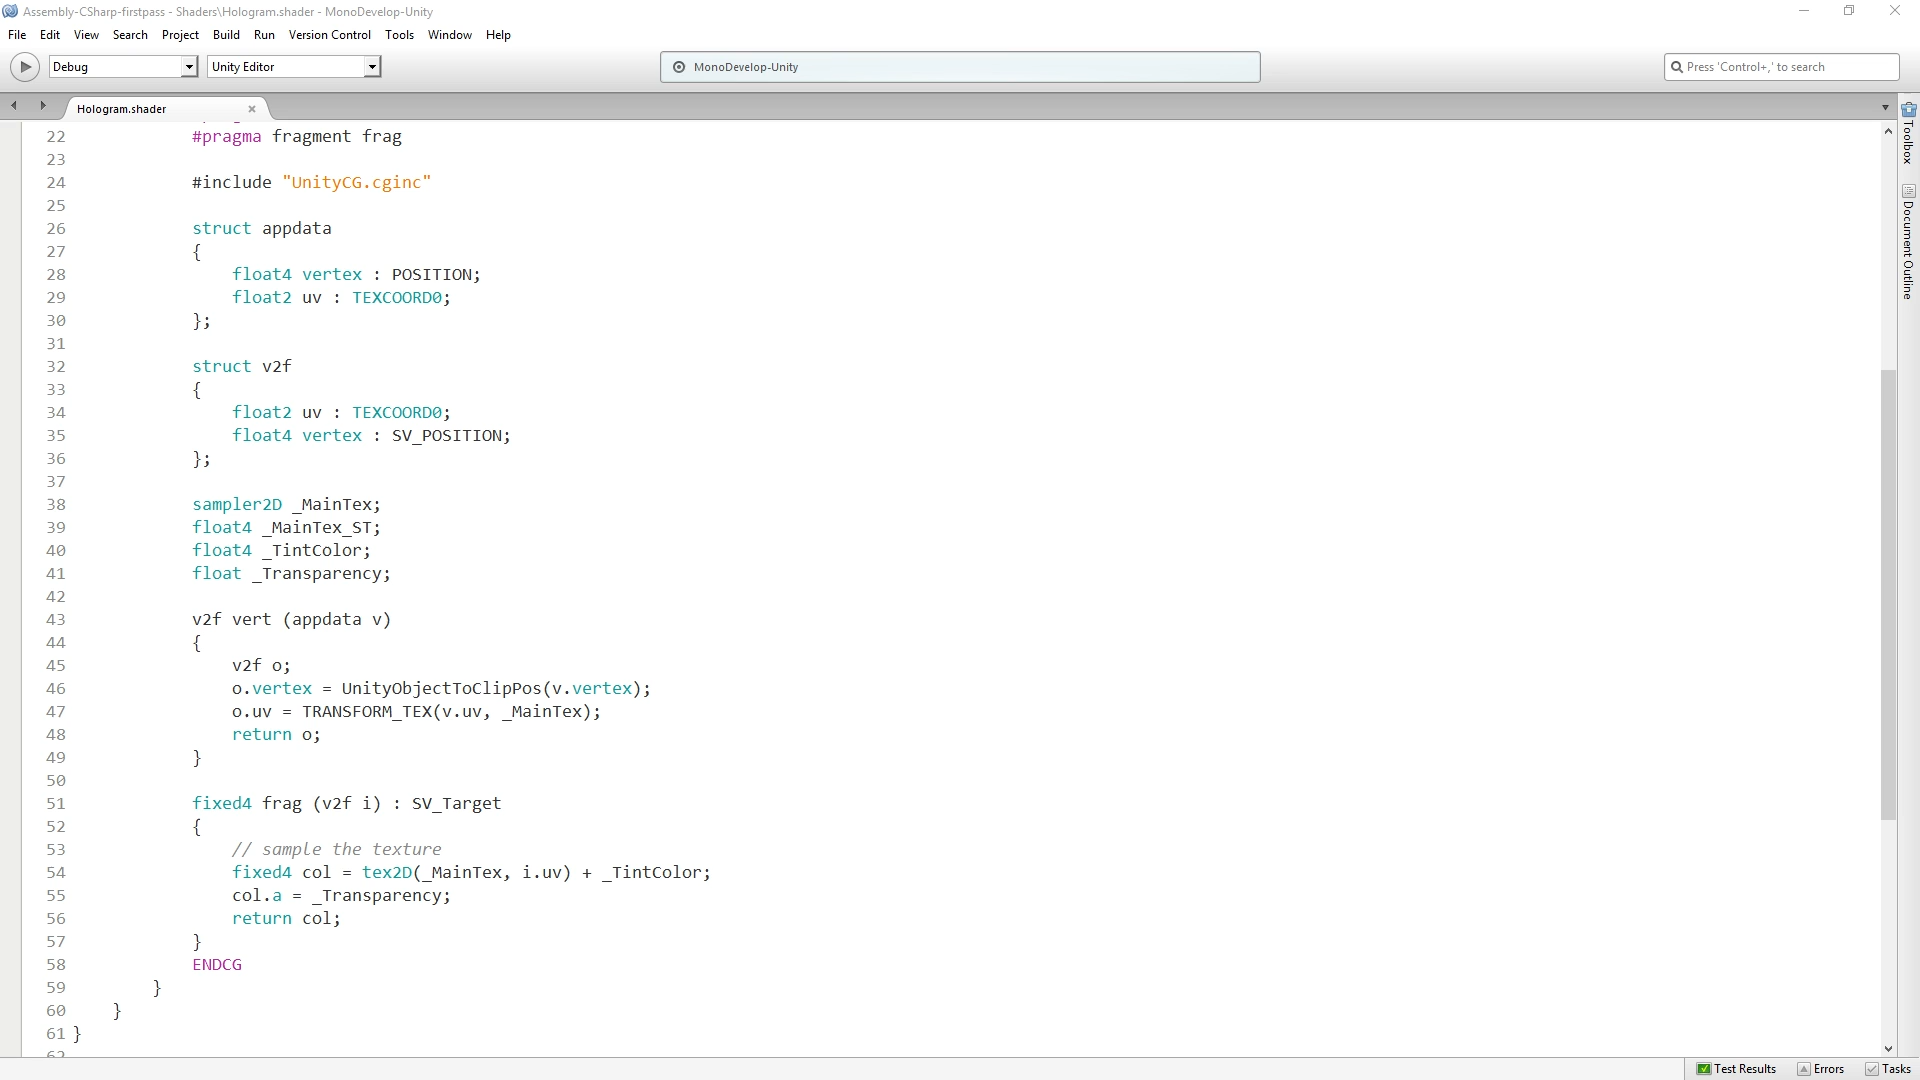 Assembly-CSharp-firstpass - Shaders\Hologram.shader - MonoDevelop-Unity
File Edit View Search Project Build Run Version Control Tools Window Help
Debug Unity Editor MonoDevelop-Unity Press 'Control+,' to search
Hologram.shader
Toolbox
Document Outline
22 #pragma fragment frag
23
24 #include "UnityCG.cginc"
25
26 struct appdata
27 {
28 float4 vertex : POSITION;
29 float2 uv : TEXCOORD0;
30 };
31
32 struct v2f
33 {
34 float2 uv : TEXCOORD0;
35 float4 vertex : SV_POSITION;
36 };
37
38 sampler2D _MainTex;
39 float4 _MainTex_ST;
40 float4 _TintColor;
41 float _Transparency;
42
43 v2f vert (appdata v)
44 {
45 v2f o;
46 o.vertex = UnityObjectToClipPos(v.vertex);
47 o.uv = TRANSFORM_TEX(v.uv, _MainTex);
48 return o;
49 }
50
51 fixed4 frag (v2f i) : SV_Target
52 {
53 // sample the texture
54 fixed4 col = tex2D(_MainTex, i.uv) + _TintColor;
55 col.a = _Transparency;
56 return col;
57 }
58 ENDCG
59 }
60 }
61 }
Test Results Errors Tasks